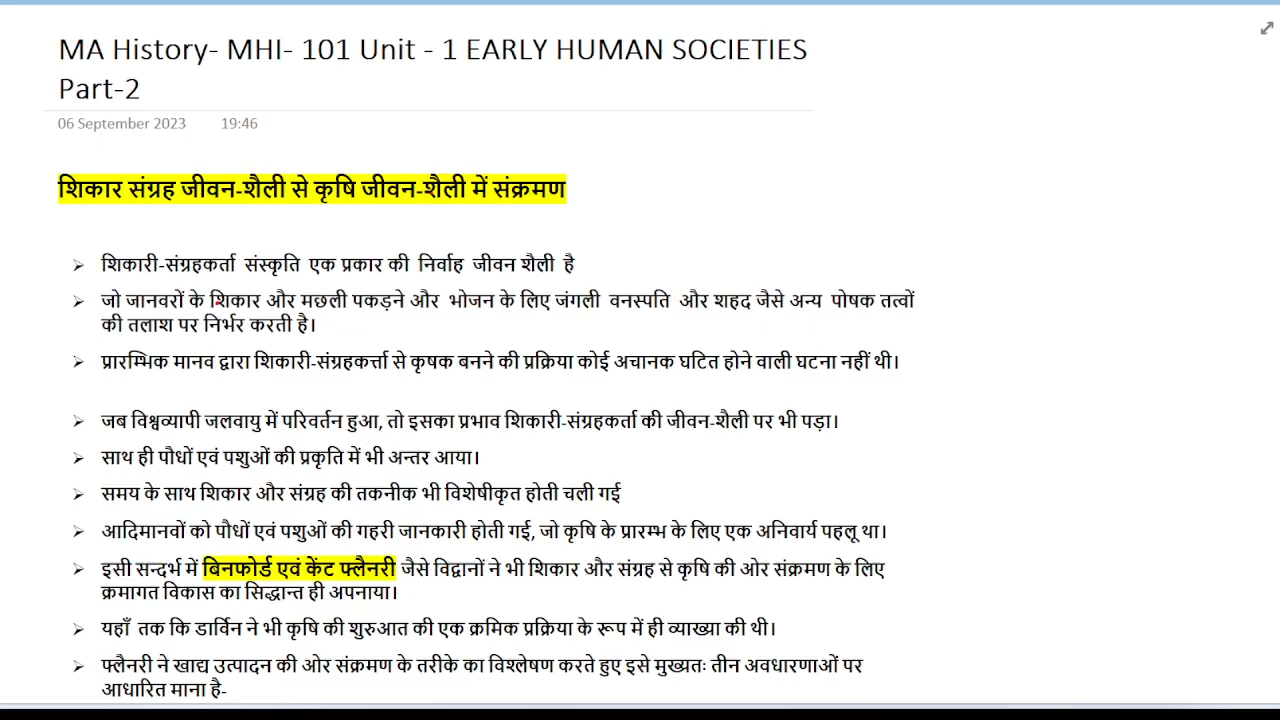 MA History- MHI- 101 Unit - 1 EARLY HUMAN SOCIETIES
Part-2
06 September 2023 19:46
शिकार संग्रह जीवन-शैली से कृषि जीवन-शैली में संक्रमण
➢ शिकारी-संग्रहकर्ता संस्कृति एक प्रकार की निर्वाह जीवन शैली है
➢ जो जानवरों के शिकार और मछली पकड़ने और भोजन के लिए जंगली वनस्पति और शहद जैसे अन्य पोषक तत्वों
की तलाश पर निर्भर करती है।
➢ प्रारम्भिक मानव द्वारा शिकारी-संग्रहकर्त्ता से कृषक बनने की प्रक्रिया कोई अचानक घटित होने वाली घटना नहीं थी।
➢ जब विश्वव्यापी जलवायु में परिवर्तन हुआ, तो इसका प्रभाव शिकारी-संग्रहकर्ता की जीवन-शैली पर भी पड़ा।
➢ साथ ही पौधों एवं पशुओं की प्रकृति में भी अन्तर आया।
➢ समय के साथ शिकार और संग्रह की तकनीक भी विशेषीकृत होती चली गई
➢ आदिमानवों को पौधों एवं पशुओं की गहरी जानकारी होती गई, जो कृषि के प्रारम्भ के लिए एक अनिवार्य पहलू था।
➢ इसी सन्दर्भ में बिनफोर्ड एवं केंट फ्लैनरी जैसे विद्वानों ने भी शिकार और संग्रह से कृषि की ओर संक्रमण के लिए
क्रमागत विकास का सिद्धान्त ही अपनाया।
➢ यहाँ तक कि डार्विन ने भी कृषि की शुरुआत की एक क्रमिक प्रक्रिया के रूप में ही व्याख्या की थी।
➢ फ्लैनरी ने खाद्य उत्पादन की ओर संक्रमण के तरीके का विश्लेषण करते हुए इसे मुख्यतः तीन अवधारणाओं पर
आधारित माना है-